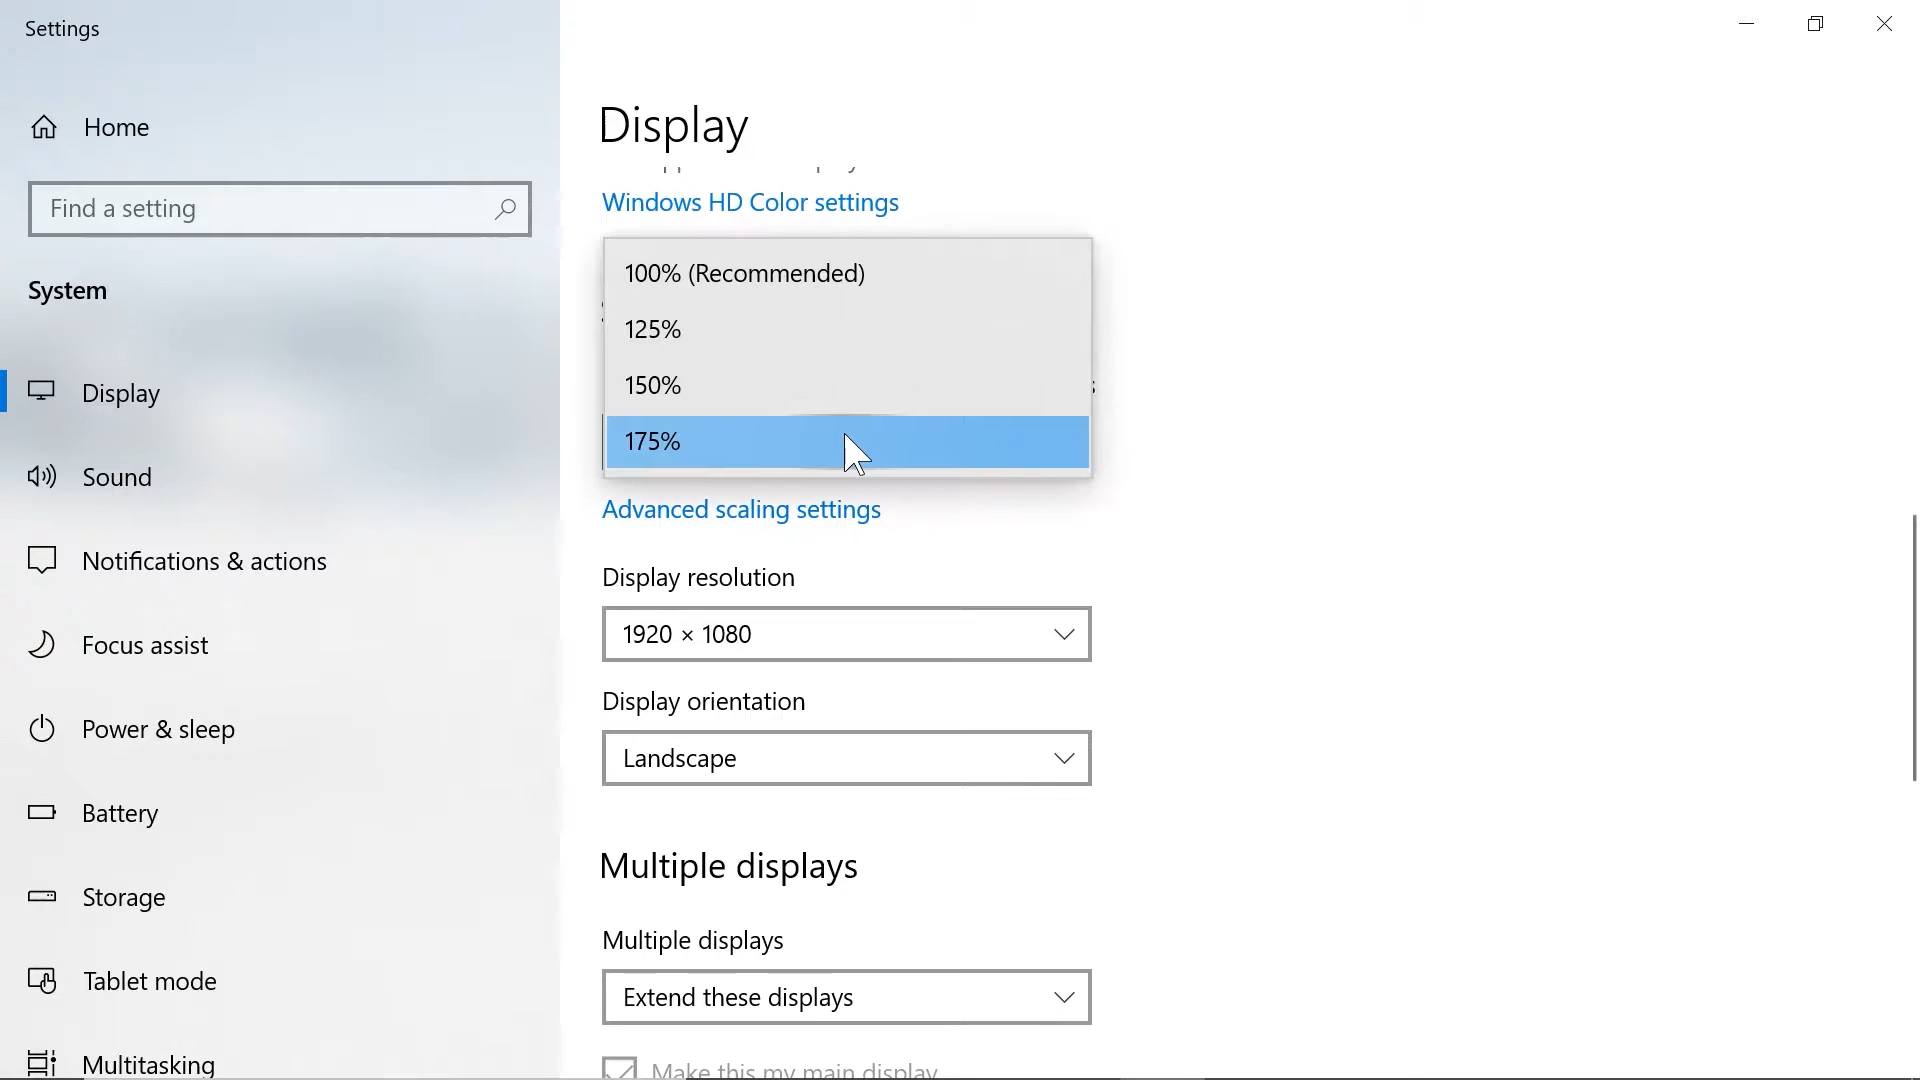 Settings
Home
Find a setting
System
Display
Sound
Notifications & actions
Focus assist
Power & sleep
Battery
Storage
Tablet mode
Multitasking
Display
Windows HD Color settings
100% (Recommended)
125%
150%
175%
Advanced scaling settings
Display resolution
1920 × 1080
Display orientation
Landscape
Multiple displays
Multiple displays
Extend these displays
Make this my main display